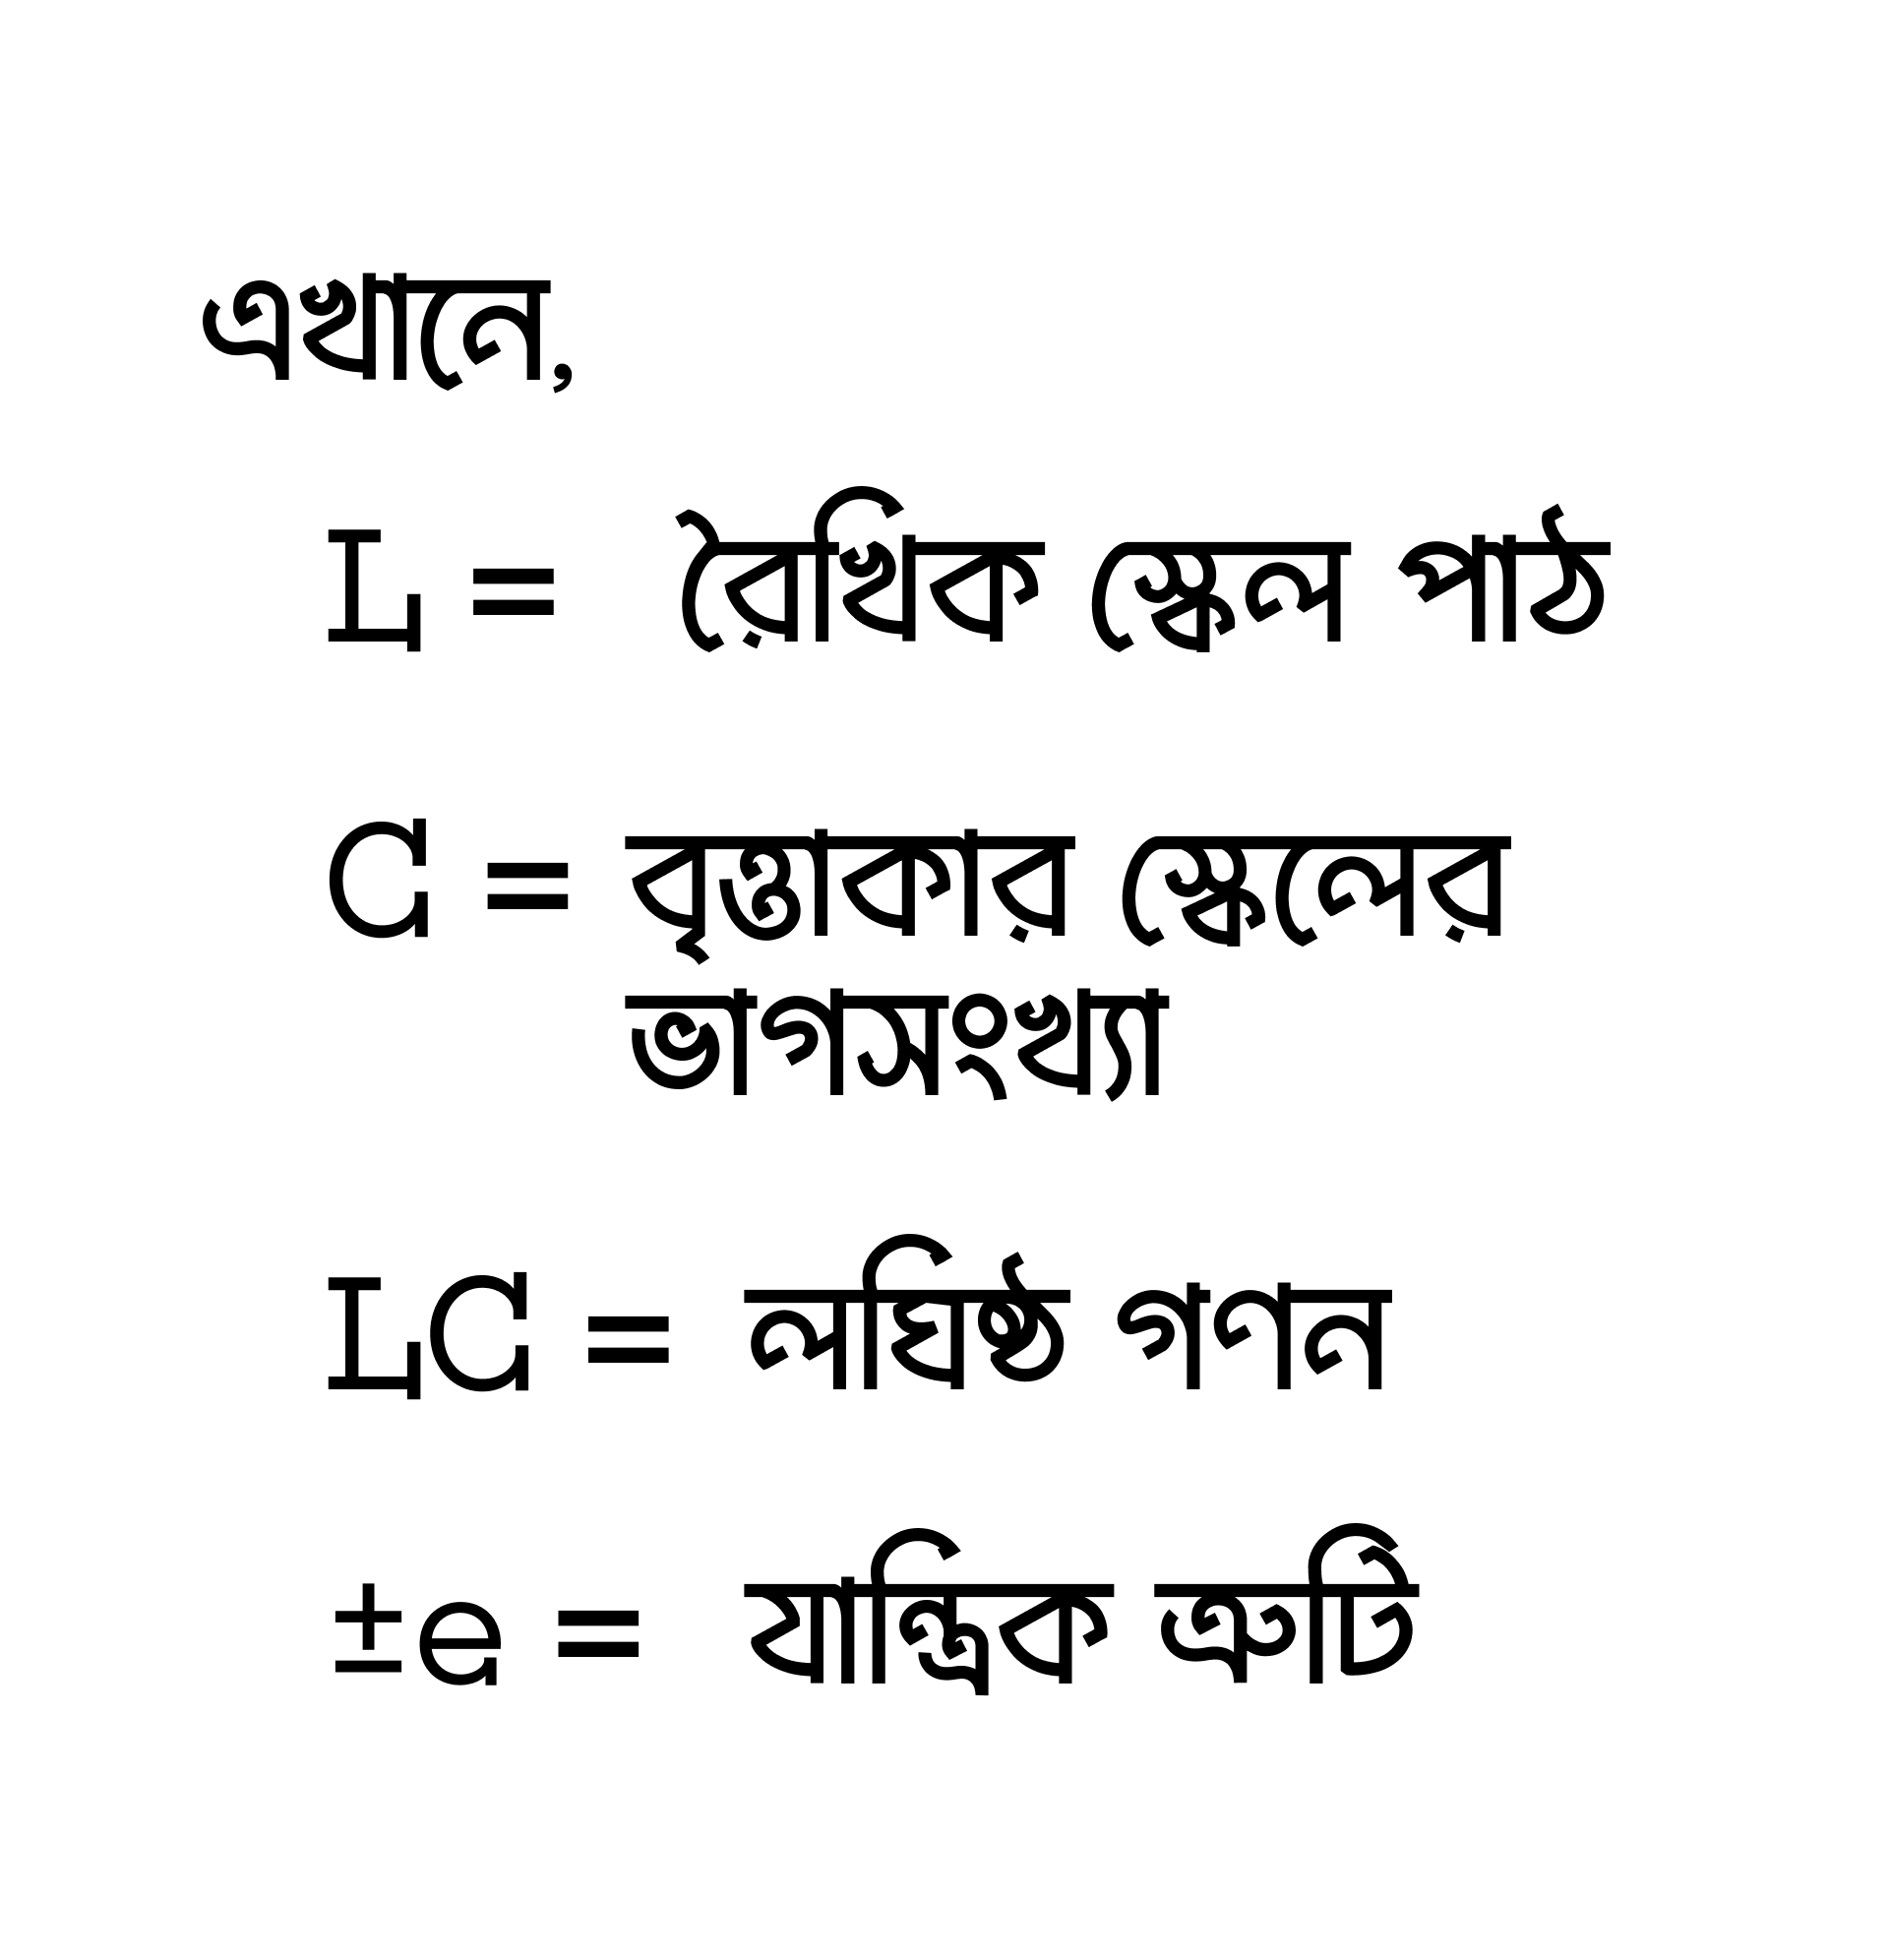 এখানে,
L = রৈখিক স্কেল পাঠ
C = বৃত্তাকার স্কেলের
ভাগসংখ্যা
LC = লঘিষ্ঠ গণন
±e = যান্ত্রিক ত্রুটি